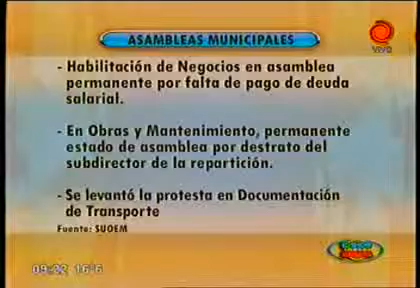 ASAMBLEAS MUNICIPALES
VIVO
- Habilitación de Negocios en asamblea
permanente por falta de pago de deuda
salarial.
- En Obras y Mantenimiento, permanente
estado de asamblea por destrato del
subdirector de la repartición.
- Se levantó la protesta en Documentación
de Transporte
Fuente: SUOEM
09:22 16°6